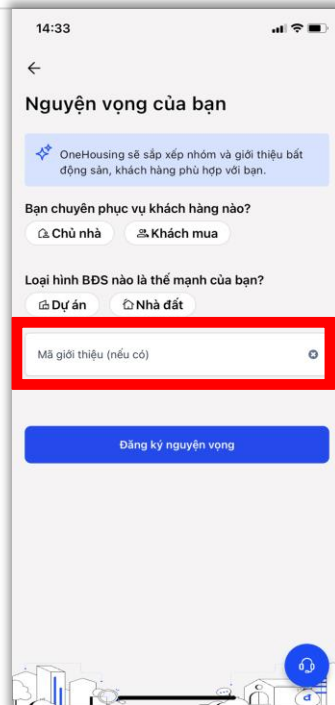 14:33
Nguyện vọng của bạn
OneHousing sẽ sắp xếp nhóm và giới thiệu bất
động sản, khách hàng phù hợp với bạn.
Bạn chuyên phục vụ khách hàng nào?
Chủ nhà Khách mua
Loại hình BĐS nào là thế mạnh của bạn?
Dự án Nhà đất
Mã giới thiệu (nếu có)
Đăng ký nguyện vọng